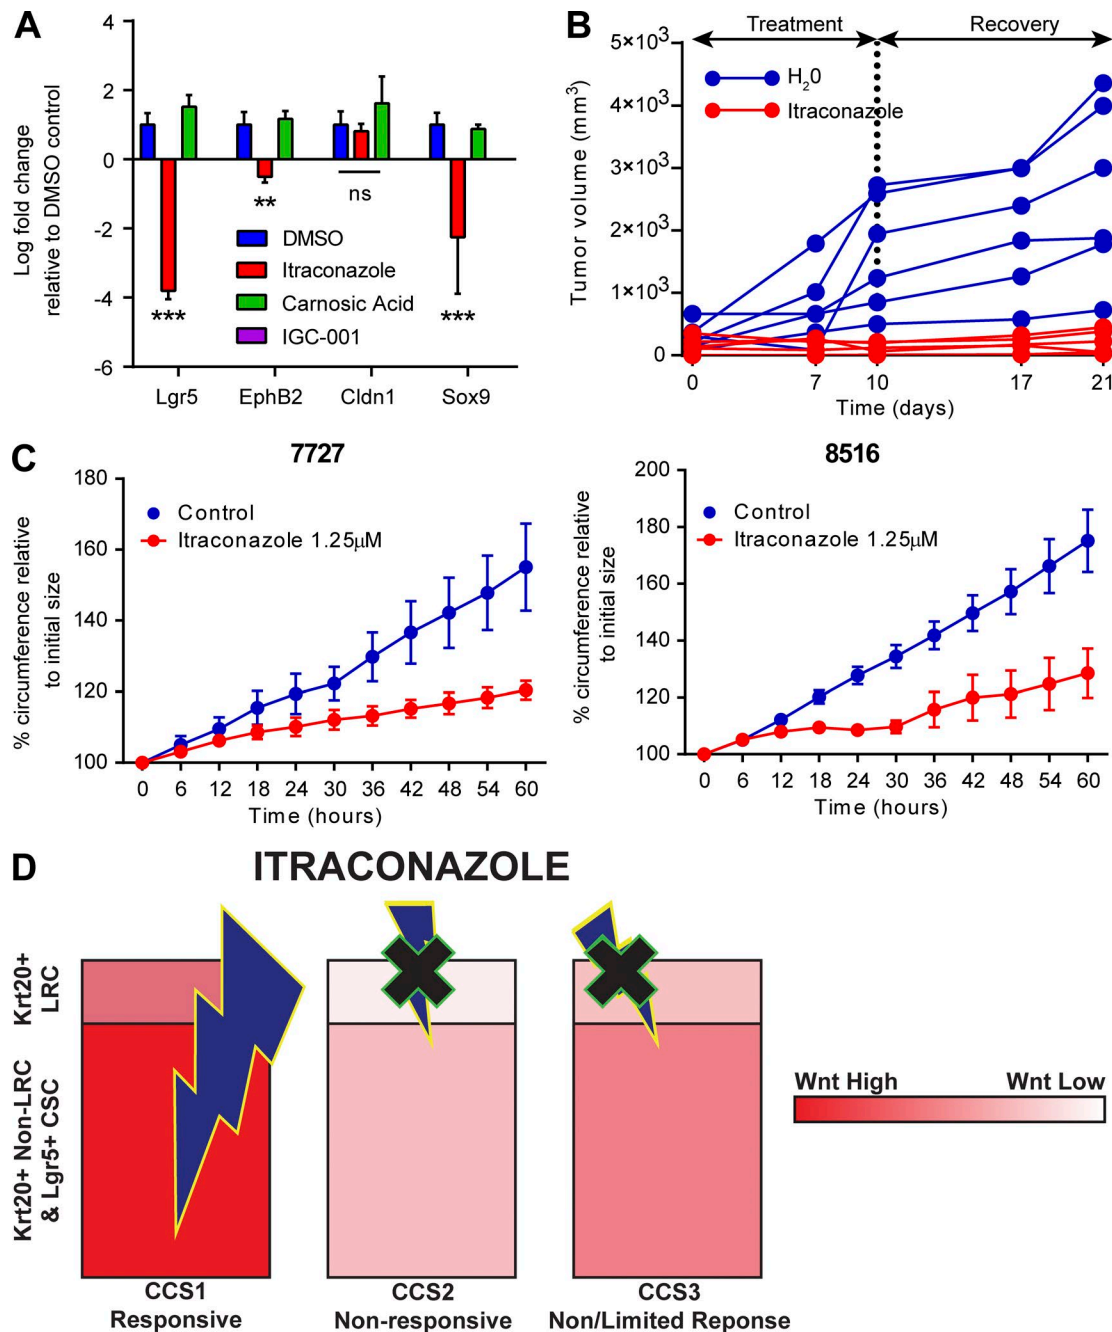 A
Log fold change
relative to DMSO control
4
2
0
-2
-4
-6
***
**
ns
***
DMSO
Itraconazole
Carnosic Acid
IGC-001
Lgr5 EphB2 Cldn1 Sox9
B
Treatment Recovery
Tumor volume (mm³)
5×10³
4×10³
3×10³
2×10³
1×10³
0
H₂0
Itraconazole
0 7 10 17 21
Time (days)
C
7727
% circumference relative
to initial size
180
160
140
120
100
Control
Itraconazole 1.25µM
0 6 12 18 24 30 36 42 48 54 60
Time (hours)
8516
% circumference relative
to initial size
200
180
160
140
120
100
Control
Itraconazole 1.25µM
0 6 12 18 24 30 36 42 48 54 60
Time (hours)
D
ITRACONAZOLE
Krt20+
LRC
Krt20+ Non-LRC
& Lgr5+ CSC
CCS1
Responsive
CCS2
Non-responsive
CCS3
Non/Limited Reponse
Wnt High Wnt Low